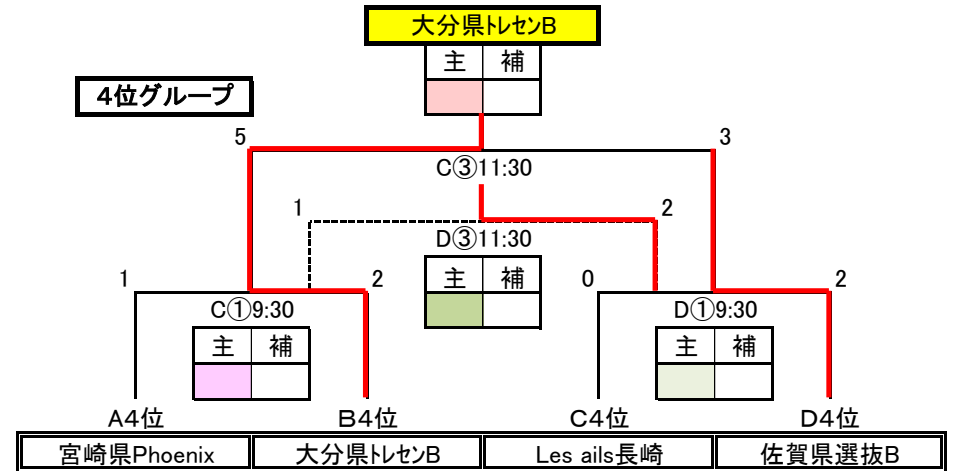 大分県ﾄﾚｾﾝB
主 補
4位グループ
5 3
C③11:30
1 2
D③11:30
主 補
1 2 0 2
C①9:30 D①9:30
主 補 主 補
A4位 B4位 C4位 D4位
宮崎県Phoenix 大分県ﾄﾚｾﾝB Les ails長崎 佐賀県選抜B